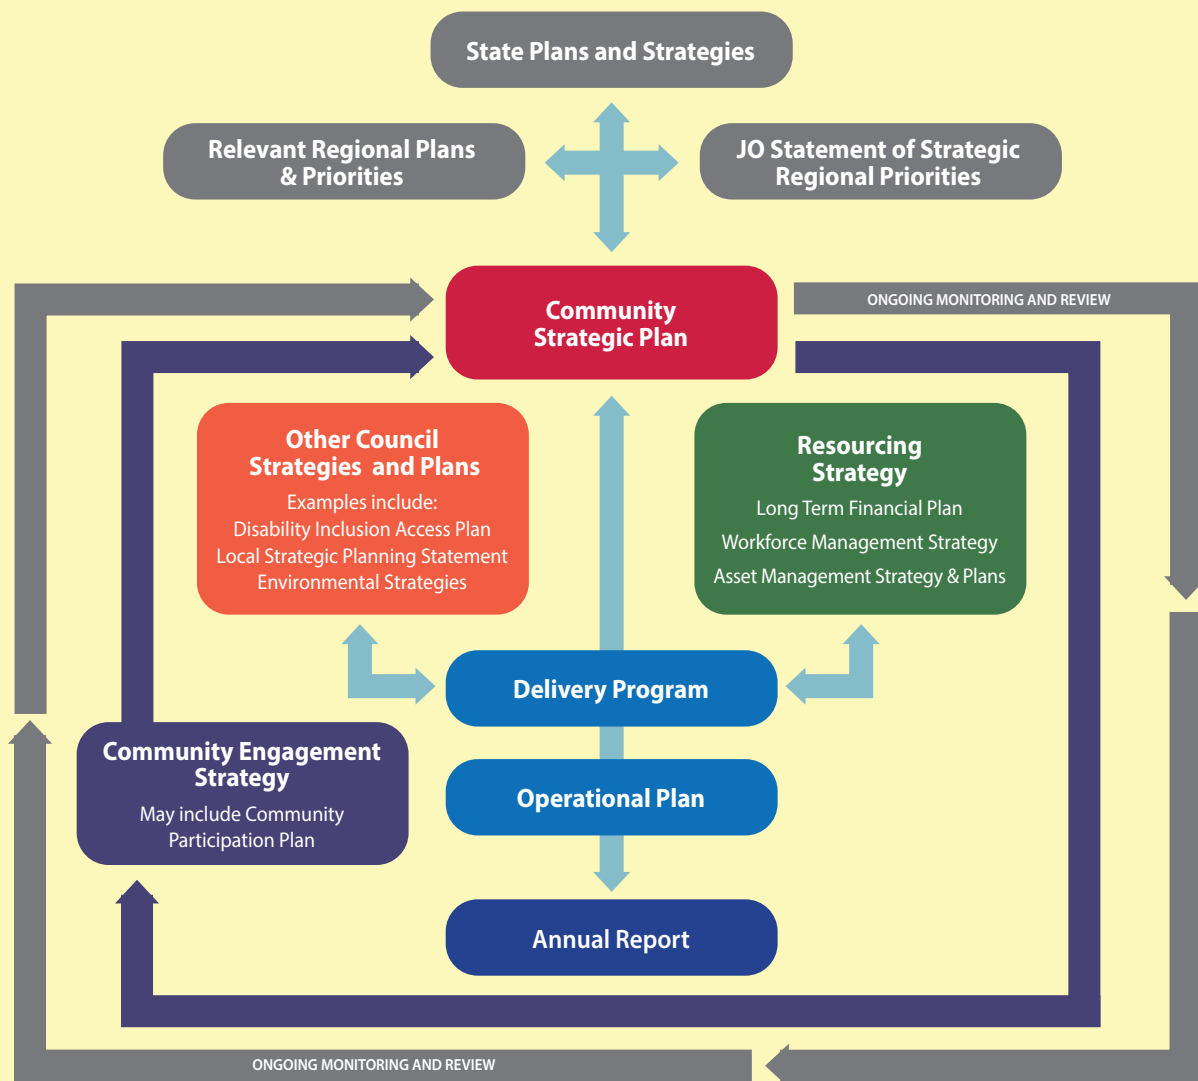 State Plans and Strategies
Relevant Regional Plans
& Priorities
JO Statement of Strategic
Regional Priorities
Community
Strategic Plan
ONGOING MONITORING AND REVIEW
Other Council
Strategies and Plans
Examples include:
Disability Inclusion Access Plan
Local Strategic Planning Statement
Environmental Strategies
Resourcing
Strategy
Long Term Financial Plan
Workforce Management Strategy
Asset Management Strategy & Plans
Delivery Program
Community Engagement
Strategy
May include Community
Participation Plan
Operational Plan
Annual Report
ONGOING MONITORING AND REVIEW